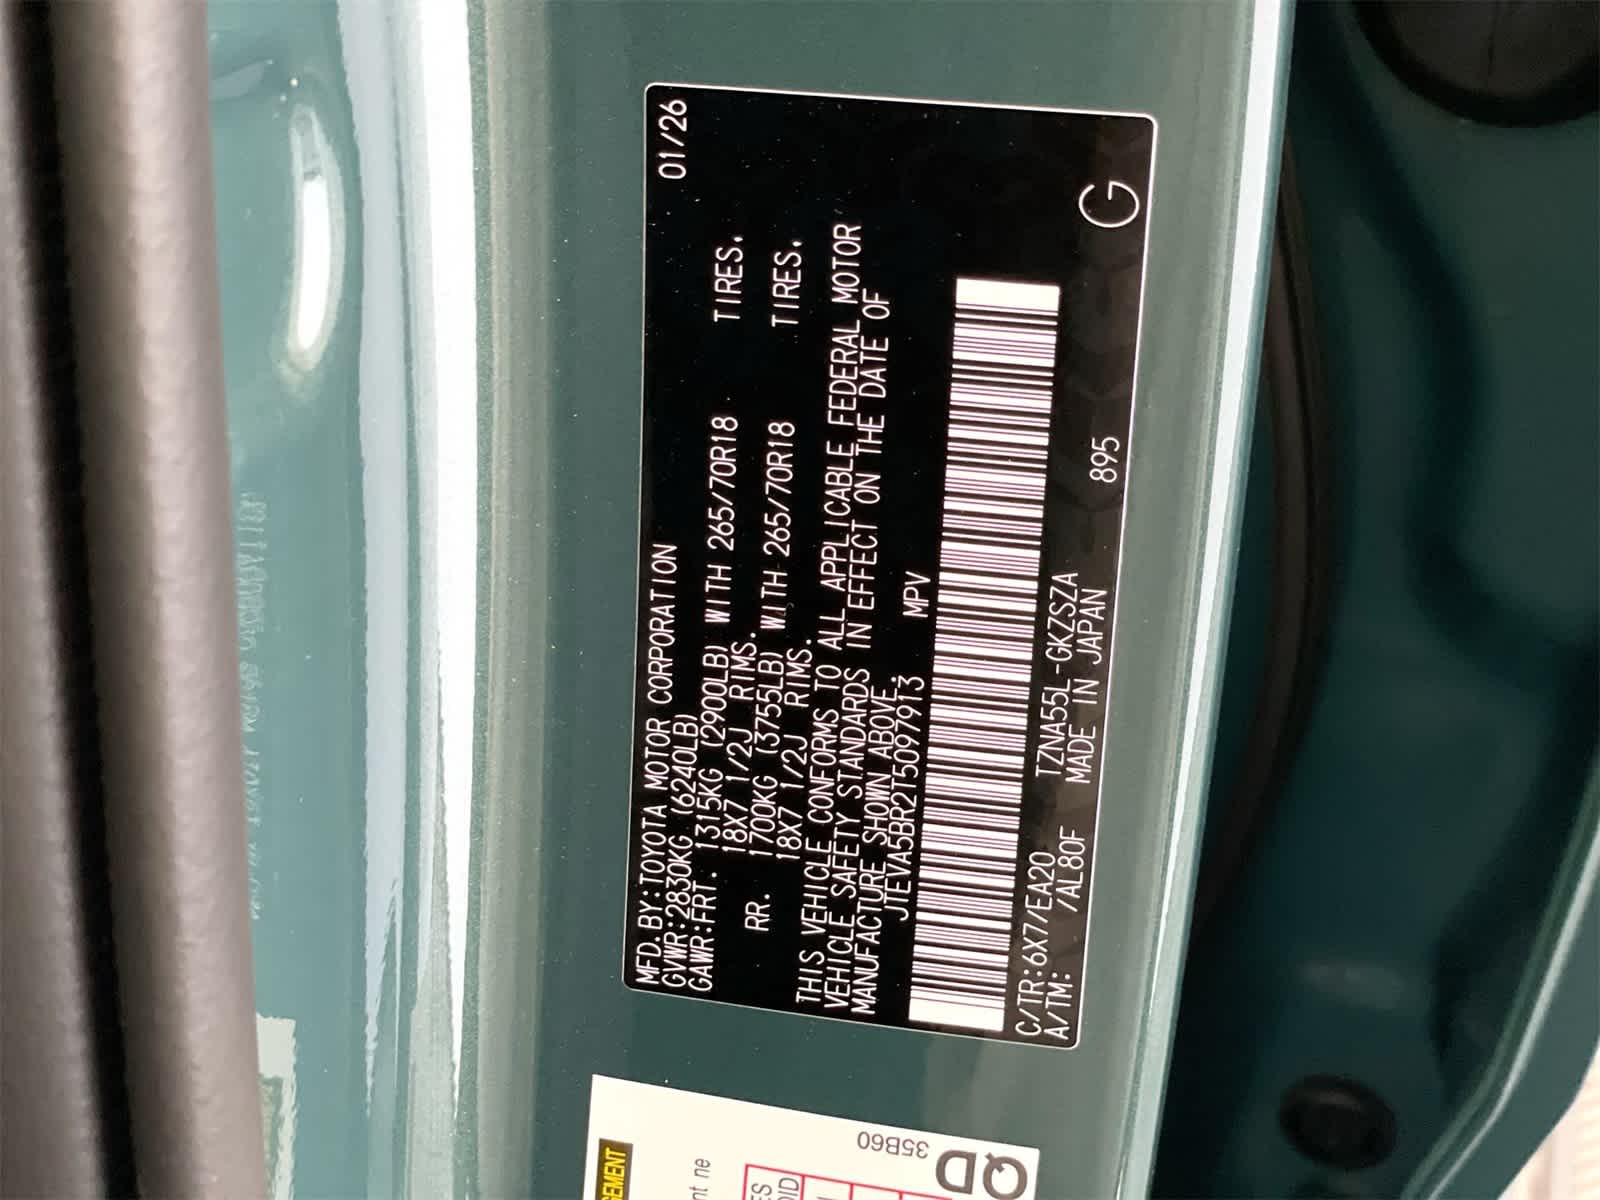 MFD.BY:TOYOTA MOTOR CORPORATION 01/26
GVWR:2830KG (6240LB)
GAWR:FRT. 1315KG (2900LB) WITH 265/70R18 TIRES.
18X7 1/2J RIMS.
RR. 1700KG (3755LB) WITH 265/70R18 TIRES.
18X7 1/2J RIMS.
THIS VEHICLE CONFORMS TO ALL APPLICABLE FEDERAL MOTOR
VEHICLE SAFETY STANDARDS IN EFFECT ON THE DATE OF
MANUFACTURE SHOWN ABOVE.
JTEVA5BR2T5097913 MPV
C/TR:6X7/EA20 TZNA55L-GKZSZA 895 G
A/TM: /AL80F MADE IN JAPAN
35B60
QD